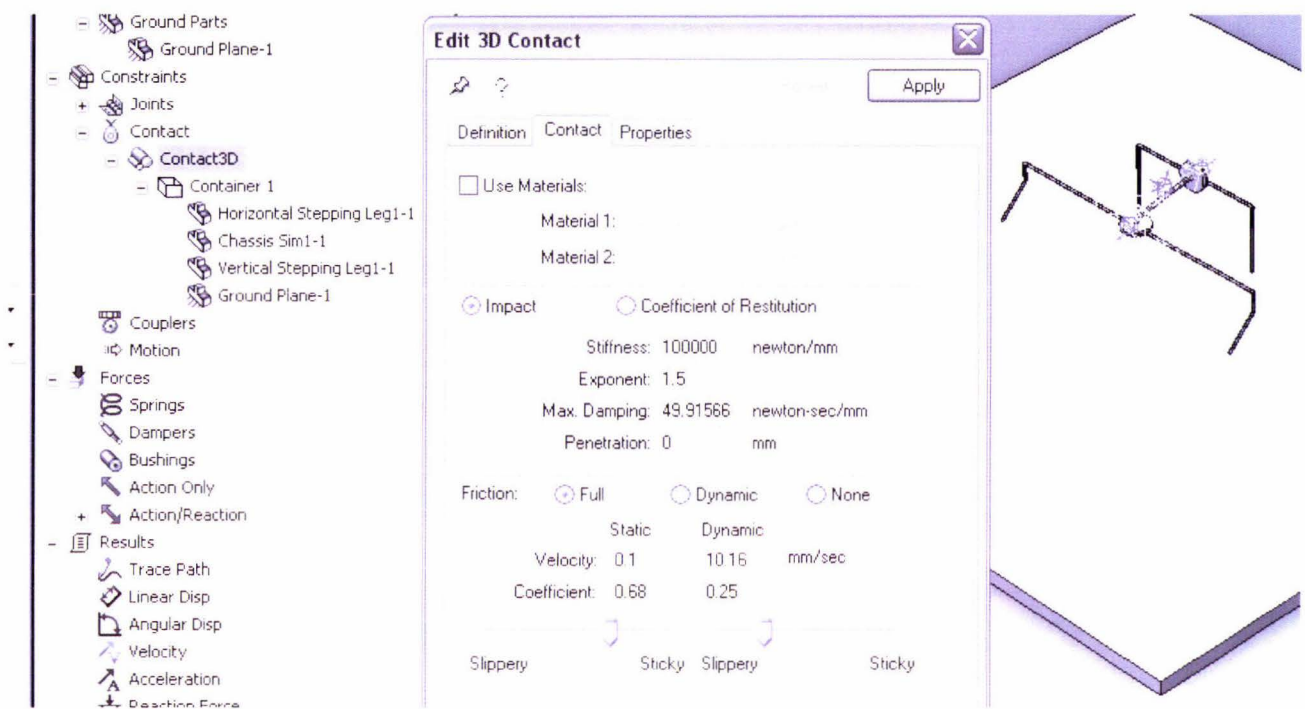 Ground Parts
Ground Plane-1
Constraints
Joints
Contact
Contact3D
Container 1
Horizontal Stepping Leg1-1
Chassis Sim1-1
Vertical Stepping Leg1-1
Ground Plane-1
Couplers
Motion
Forces
Springs
Dampers
Bushings
Action Only
Action/Reaction
Results
Trace Path
Linear Disp
Angular Disp
Velocity
Acceleration
Reaction Force
Edit 3D Contact
Apply
Definition Contact Properties
Use Materials:
Material 1:
Material 2:
Impact Coefficient of Restitution
Stiffness: 100000 newton/mm
Exponent: 1.5
Max. Damping: 49.91566 newton-sec/mm
Penetration: 0 mm
Friction: Full Dynamic None
Static Dynamic
Velocity: 0.1 10.16 mm/sec
Coefficient: 0.68 0.25
Slippery Sticky Slippery Sticky